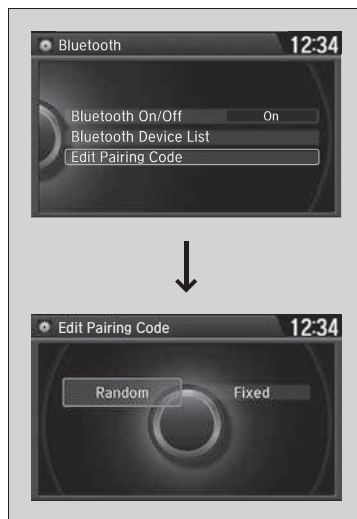 Bluetooth 12:34
Bluetooth On/Off On
Bluetooth Device List
Edit Pairing Code
Edit Pairing Code 12:34
Random Fixed